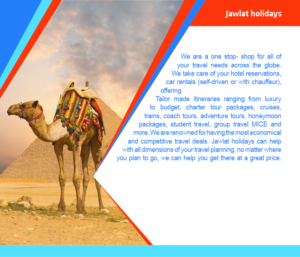 Jawlat holidays
We are a one stop- shop for all of
your travel needs across the globe.
We take care of your hotel reservations,
car rentals (self-driven or with chauffer),
offering
Tailor made itineraries ranging from luxury
to budget, charter tour packages, cruises,
trains, coach tours, adventure tours, honeymoon
packages, student travel, group travel MICE and
more. We are renowned for having the most economical
and competitive travel deals. Jawlat holidays can help
with all dimensions of your travel planning. no matter where
you plan to go, we can help you get there at a great price.